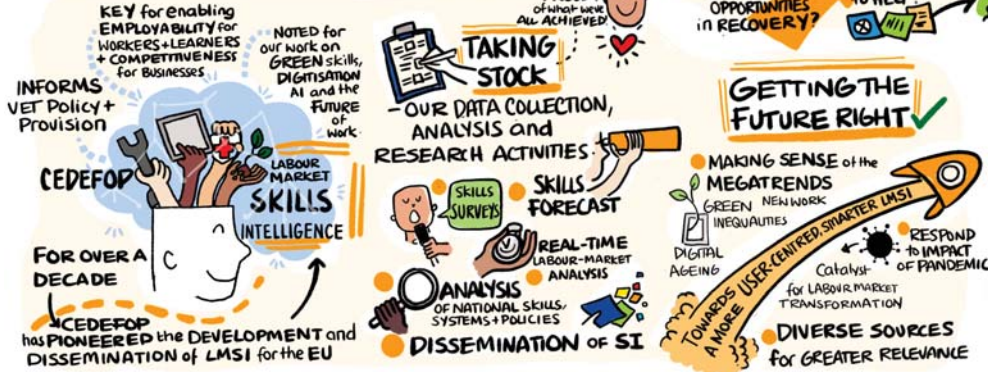 KEY for enabling
EMPLOYABILITY for
WORKERS + LEARNERS
+ COMPETITIVENESS
for BUSINESSES
NOTED for
our work on
GREEN skills,
DIGITISATION
AI and the
FUTURE
of
work.
INFORMS
VET Policy +
Provision
CEDEFOP
LABOUR
MARKET
SKILLS
INTELLIGENCE
FOR OVER A
DECADE
CEDEFOP
has PIONEERED the DEVELOPMENT and
DISSEMINATION of LMSI for the EU
of what we've
ALL ACHIEVED!
TAKING
STOCK
- OUR DATA COLLECTION,
ANALYSIS and
RESEARCH ACTIVITIES:
SKILLS
SURVEYS
SKILLS
FORECAST
REAL-TIME
LABOUR-MARKET
ANALYSIS
ANALYSIS
OF NATIONAL SKILLS,
SYSTEMS + POLICIES
DISSEMINATION OF SI
OPPORTUNITIES
in RECOVERY?
GETTING THE
FUTURE RIGHT
MAKING SENSE of the
MEGATRENDS
GREEN NEW WORK
INEQUALITIES
DIGITAL
AGEING
TOWARDS
A MORE USER-CENTRED, SMARTER LMSI
RESPOND
to IMPACT
OF PANDEMIC
Catalyst
for LABOUR MARKET
TRANSFORMATION
DIVERSE SOURCES
for GREATER RELEVANCE